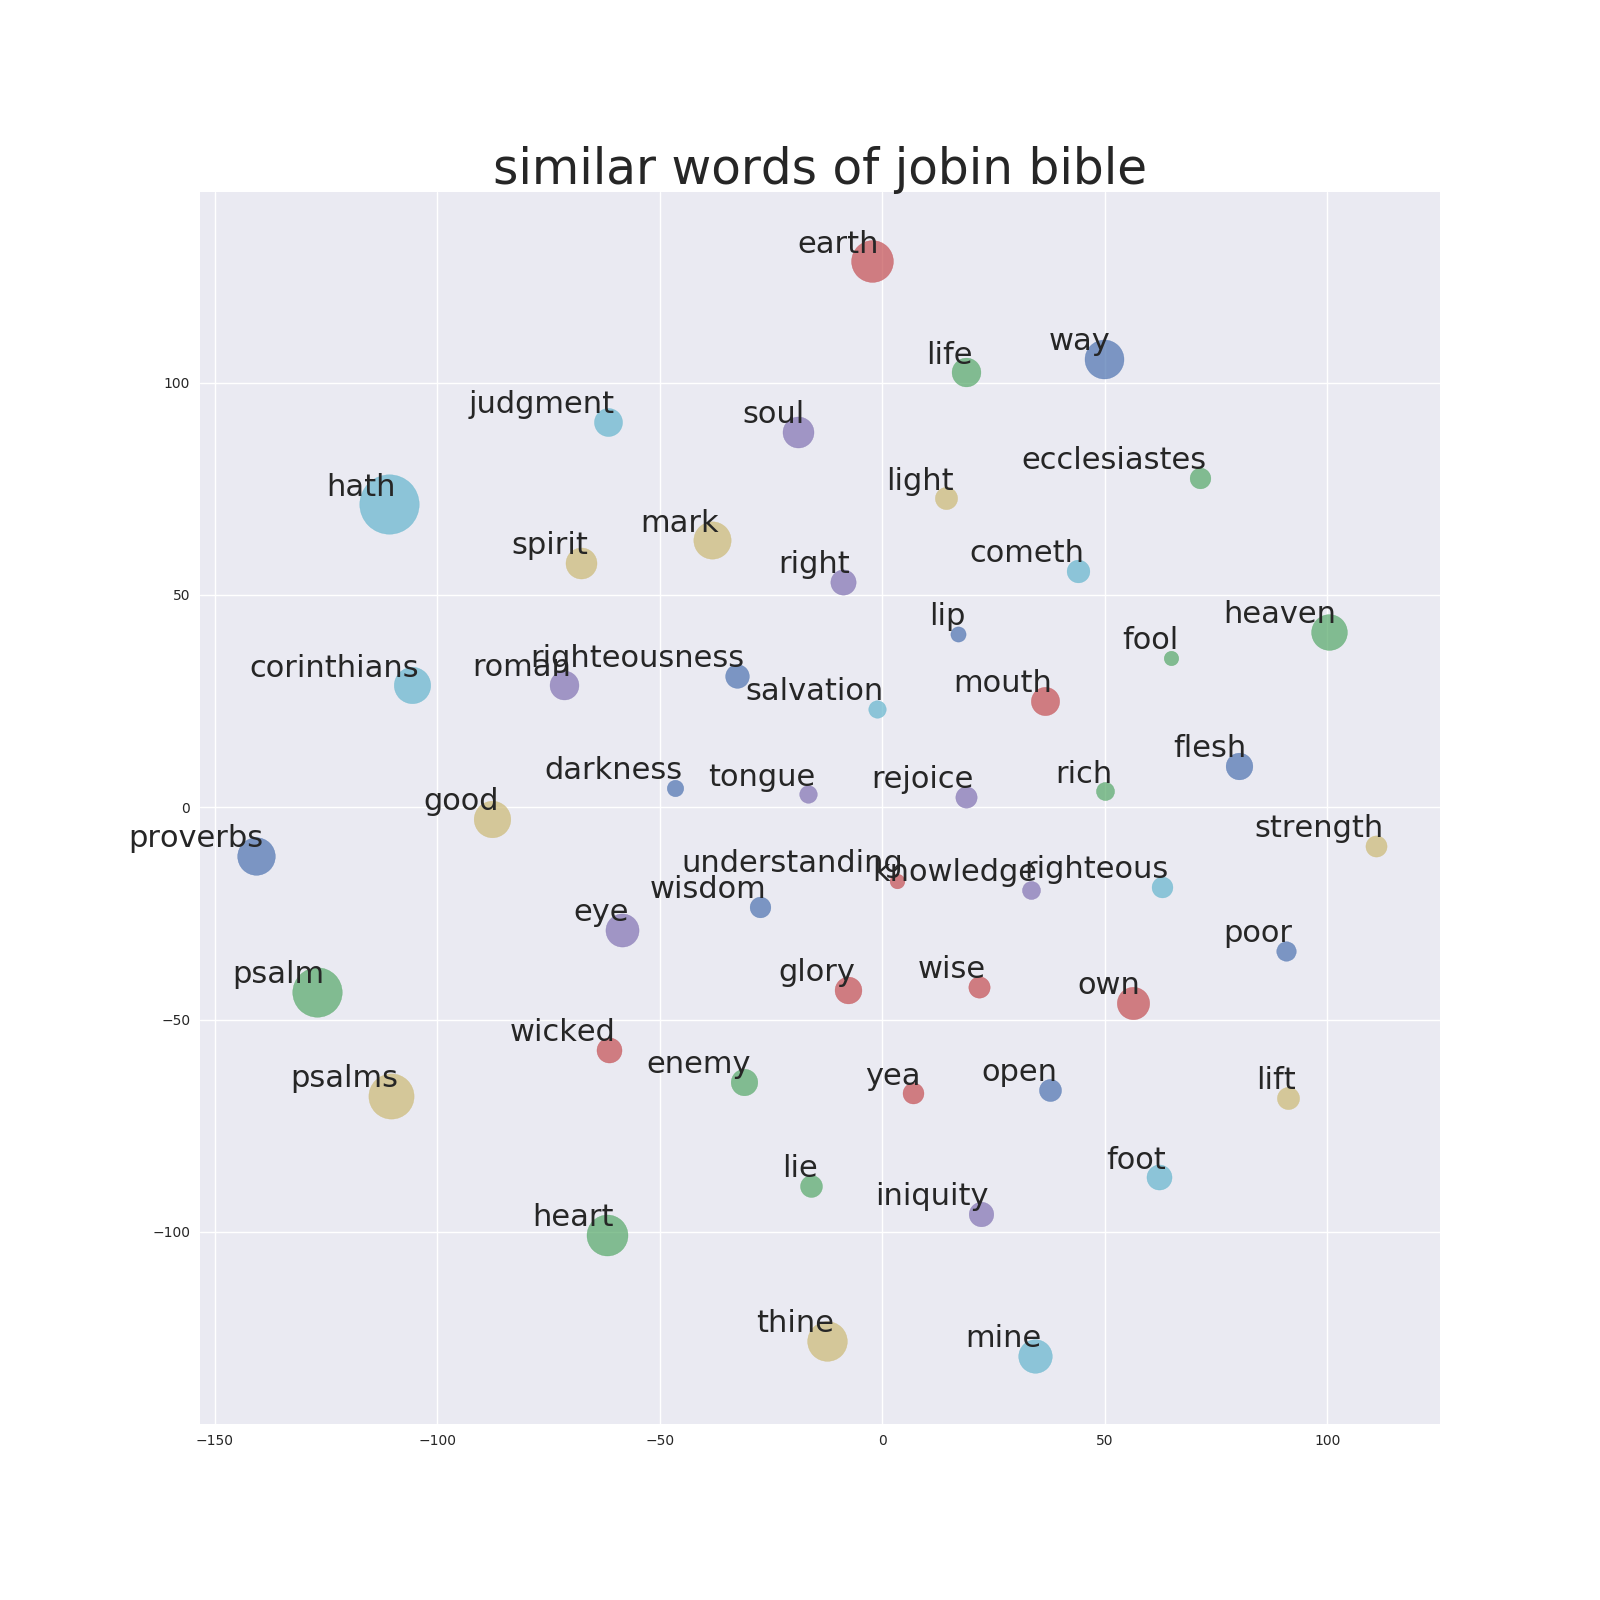 similar words of jobin bible
earth
way
life
judgment
soul
ecclesiastes
light
hath
mark
spirit
cometh
right
lip
heaven
fool
righteousness
corinthians
roman
mouth
salvation
flesh
darkness
tongue
rejoice
rich
good
strength
proverbs
understanding
knowledge
righteous
wisdom
eye
poor
psalm
glory
wise
own
wicked
enemy
yea
open
psalms
lift
foot
lie
iniquity
heart
thine
mine
100
50
0
−50
−100
−150
−100
−50
0
50
100